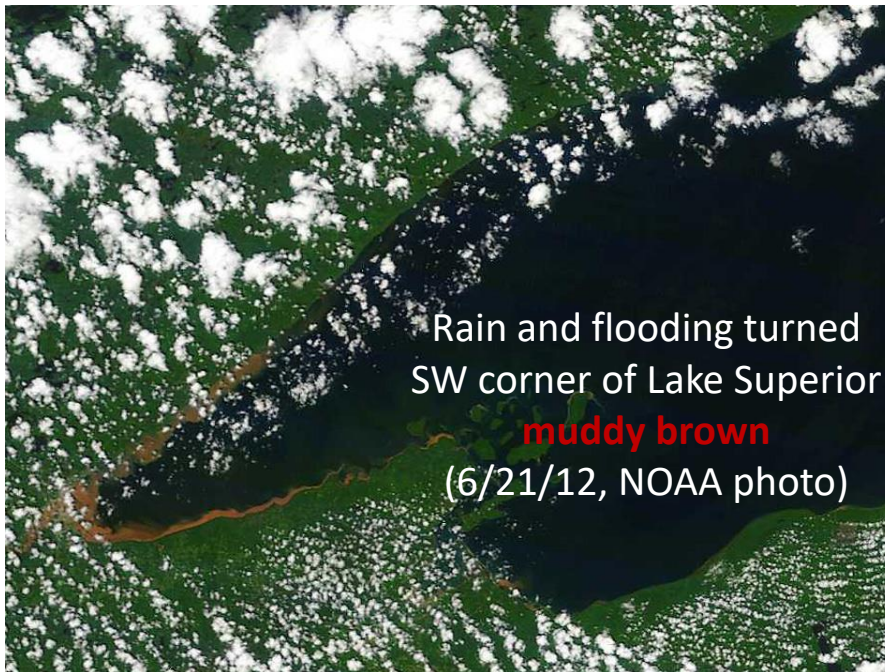 Rain and flooding turned
SW corner of Lake Superior
muddy brown
(6/21/12, NOAA photo)